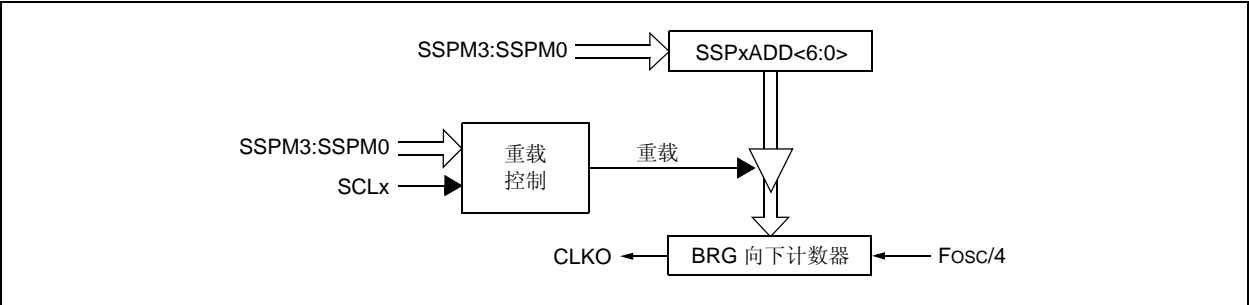 SSPM3:SSPM0
SSPxADD<6:0>
SSPM3:SSPM0
SCLx
重载
控制
重载
CLKO
BRG 向下计数器
FOSC/4